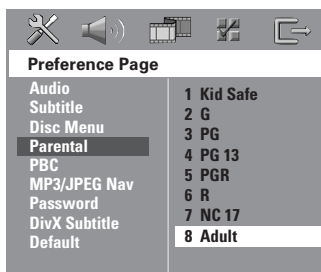 Preference Page
Audio
Subtitle
Disc Menu
Parental
PBC
MP3/JPEG Nav
Password
DivX Subtitle
Default
1 Kid Safe
2 G
3 PG
4 PG 13
5 PGR
6 R
7 NC 17
8 Adult